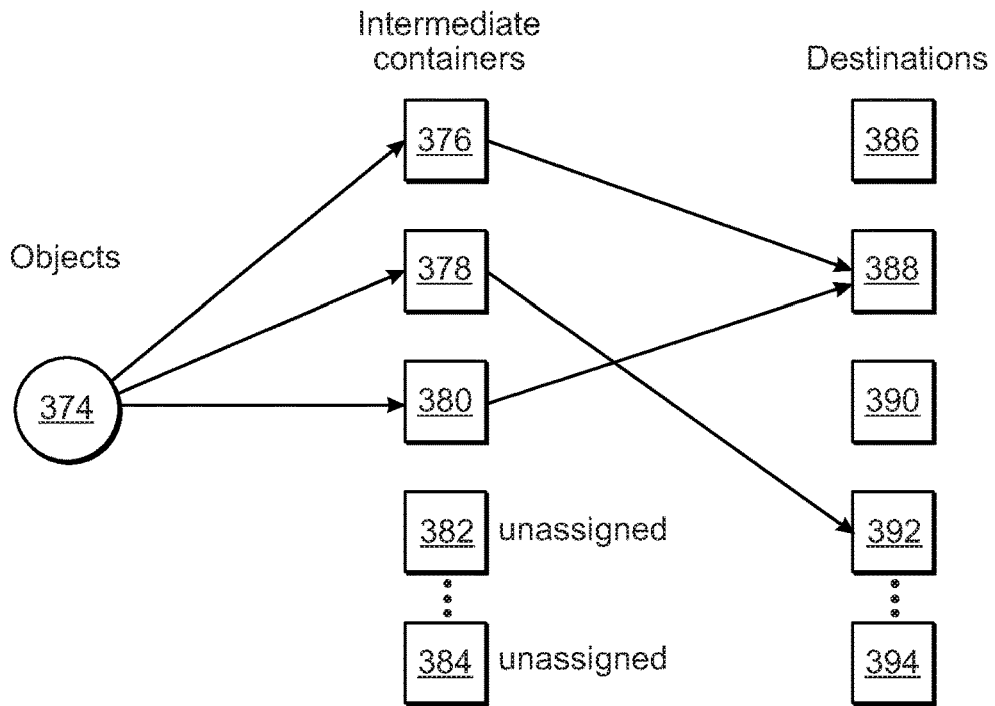 Intermediate
containers
Destinations
376
386
Objects
378
388
374
380
390
382 unassigned
392
384 unassigned
394